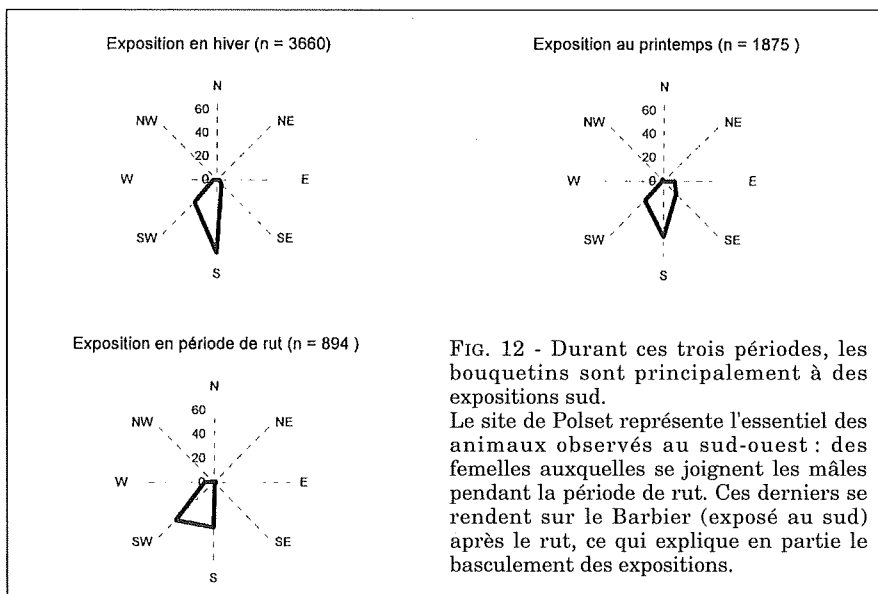 Exposition en hiver (n = 3660)
N
NW
60
NE
40
20
W
0
E
SW
SE
S
Exposition au printemps (n = 1875 )
N
NW
60
NE
40
20
W
0
E
SW
SE
S
Exposition en période de rut (n = 894 )
N
NW
60
NE
40
20
W
0
E
SW
SE
S
FIG. 12 - Durant ces trois périodes, les
bouquetins sont principalement à des
expositions sud.
Le site de Polset représente l'essentiel des
animaux observés au sud-ouest : des
femelles auxquelles se joignent les mâles
pendant la période de rut. Ces derniers se
rendent sur le Barbier (exposé au sud)
après le rut, ce qui explique en partie le
basculement des expositions.